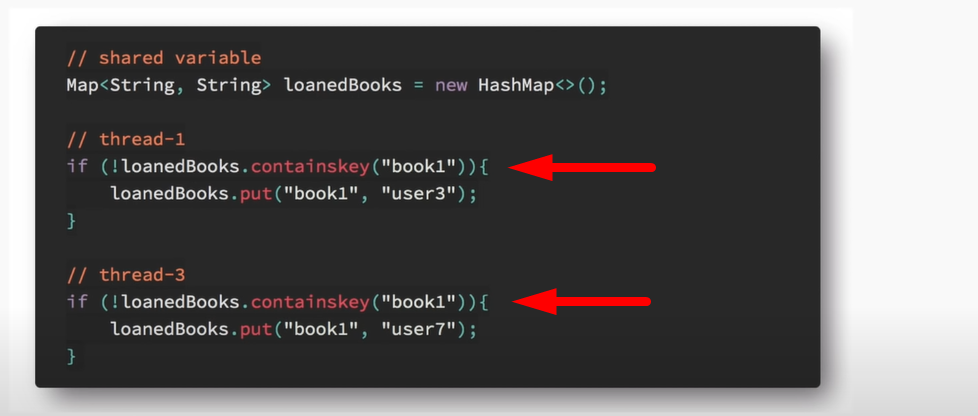 // shared variable
Map<String, String> loanedBooks = new HashMap<>();
// thread-1
if (!loanedBooks.containskey("book1")){
loanedBooks.put("book1", "user3");
}
// thread-3
if (!loanedBooks.containskey("book1")){
loanedBooks.put("book1", "user7");
}